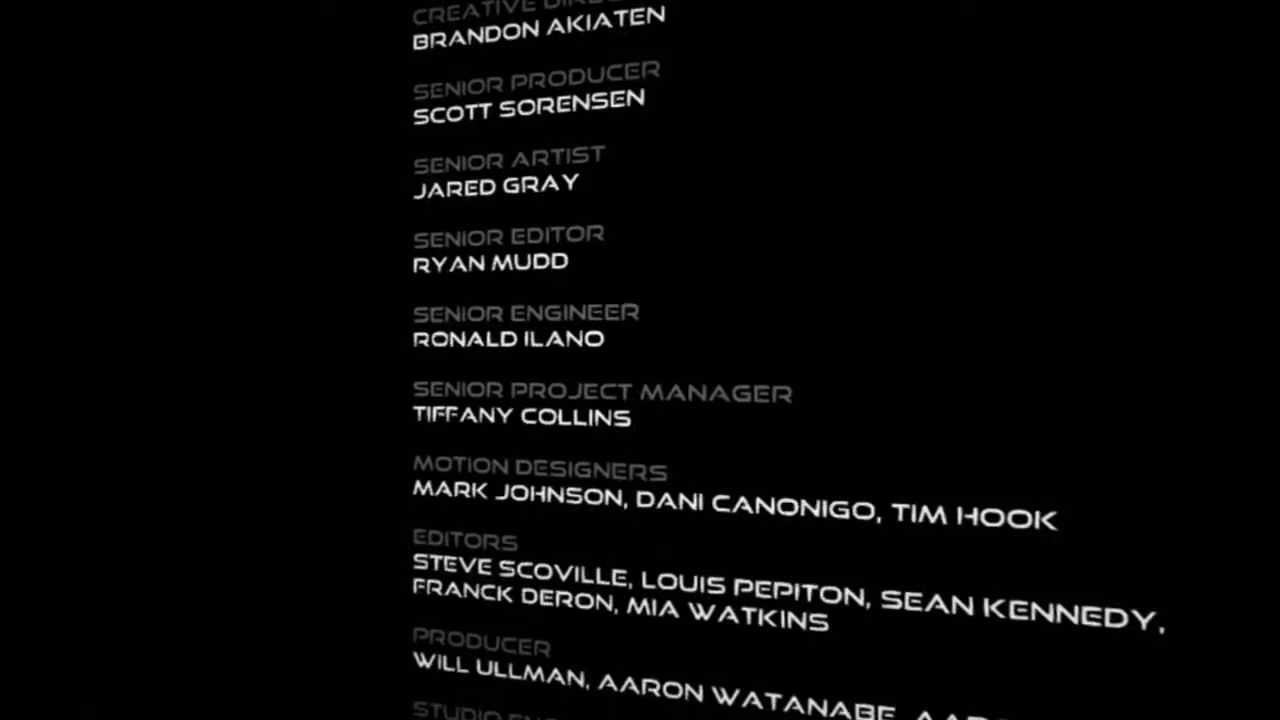 CREATIVE
BRANDON AKIATEN
SENIOR PRODUCER
SCOTT SORENSEN
SENIOR ARTIST
JARED GRAY
SENIOR EDITOR
RYAN MUDD
SENIOR ENGINEER
RONALD ILANO
SENIOR PROJECT MANAGER
TIFFANY COLLINS
MOTION DESIGNERS
MARK JOHNSON, DANI CANONIGO, TIM HOOK
EDITORS
STEVE SCOVILLE, LOUIS PEPITON, SEAN KENNEDY,
FRANCK DERON, MIA WATKINS
PRODUCER
WILL ULLMAN, AARON WATANABE,
STUDIO